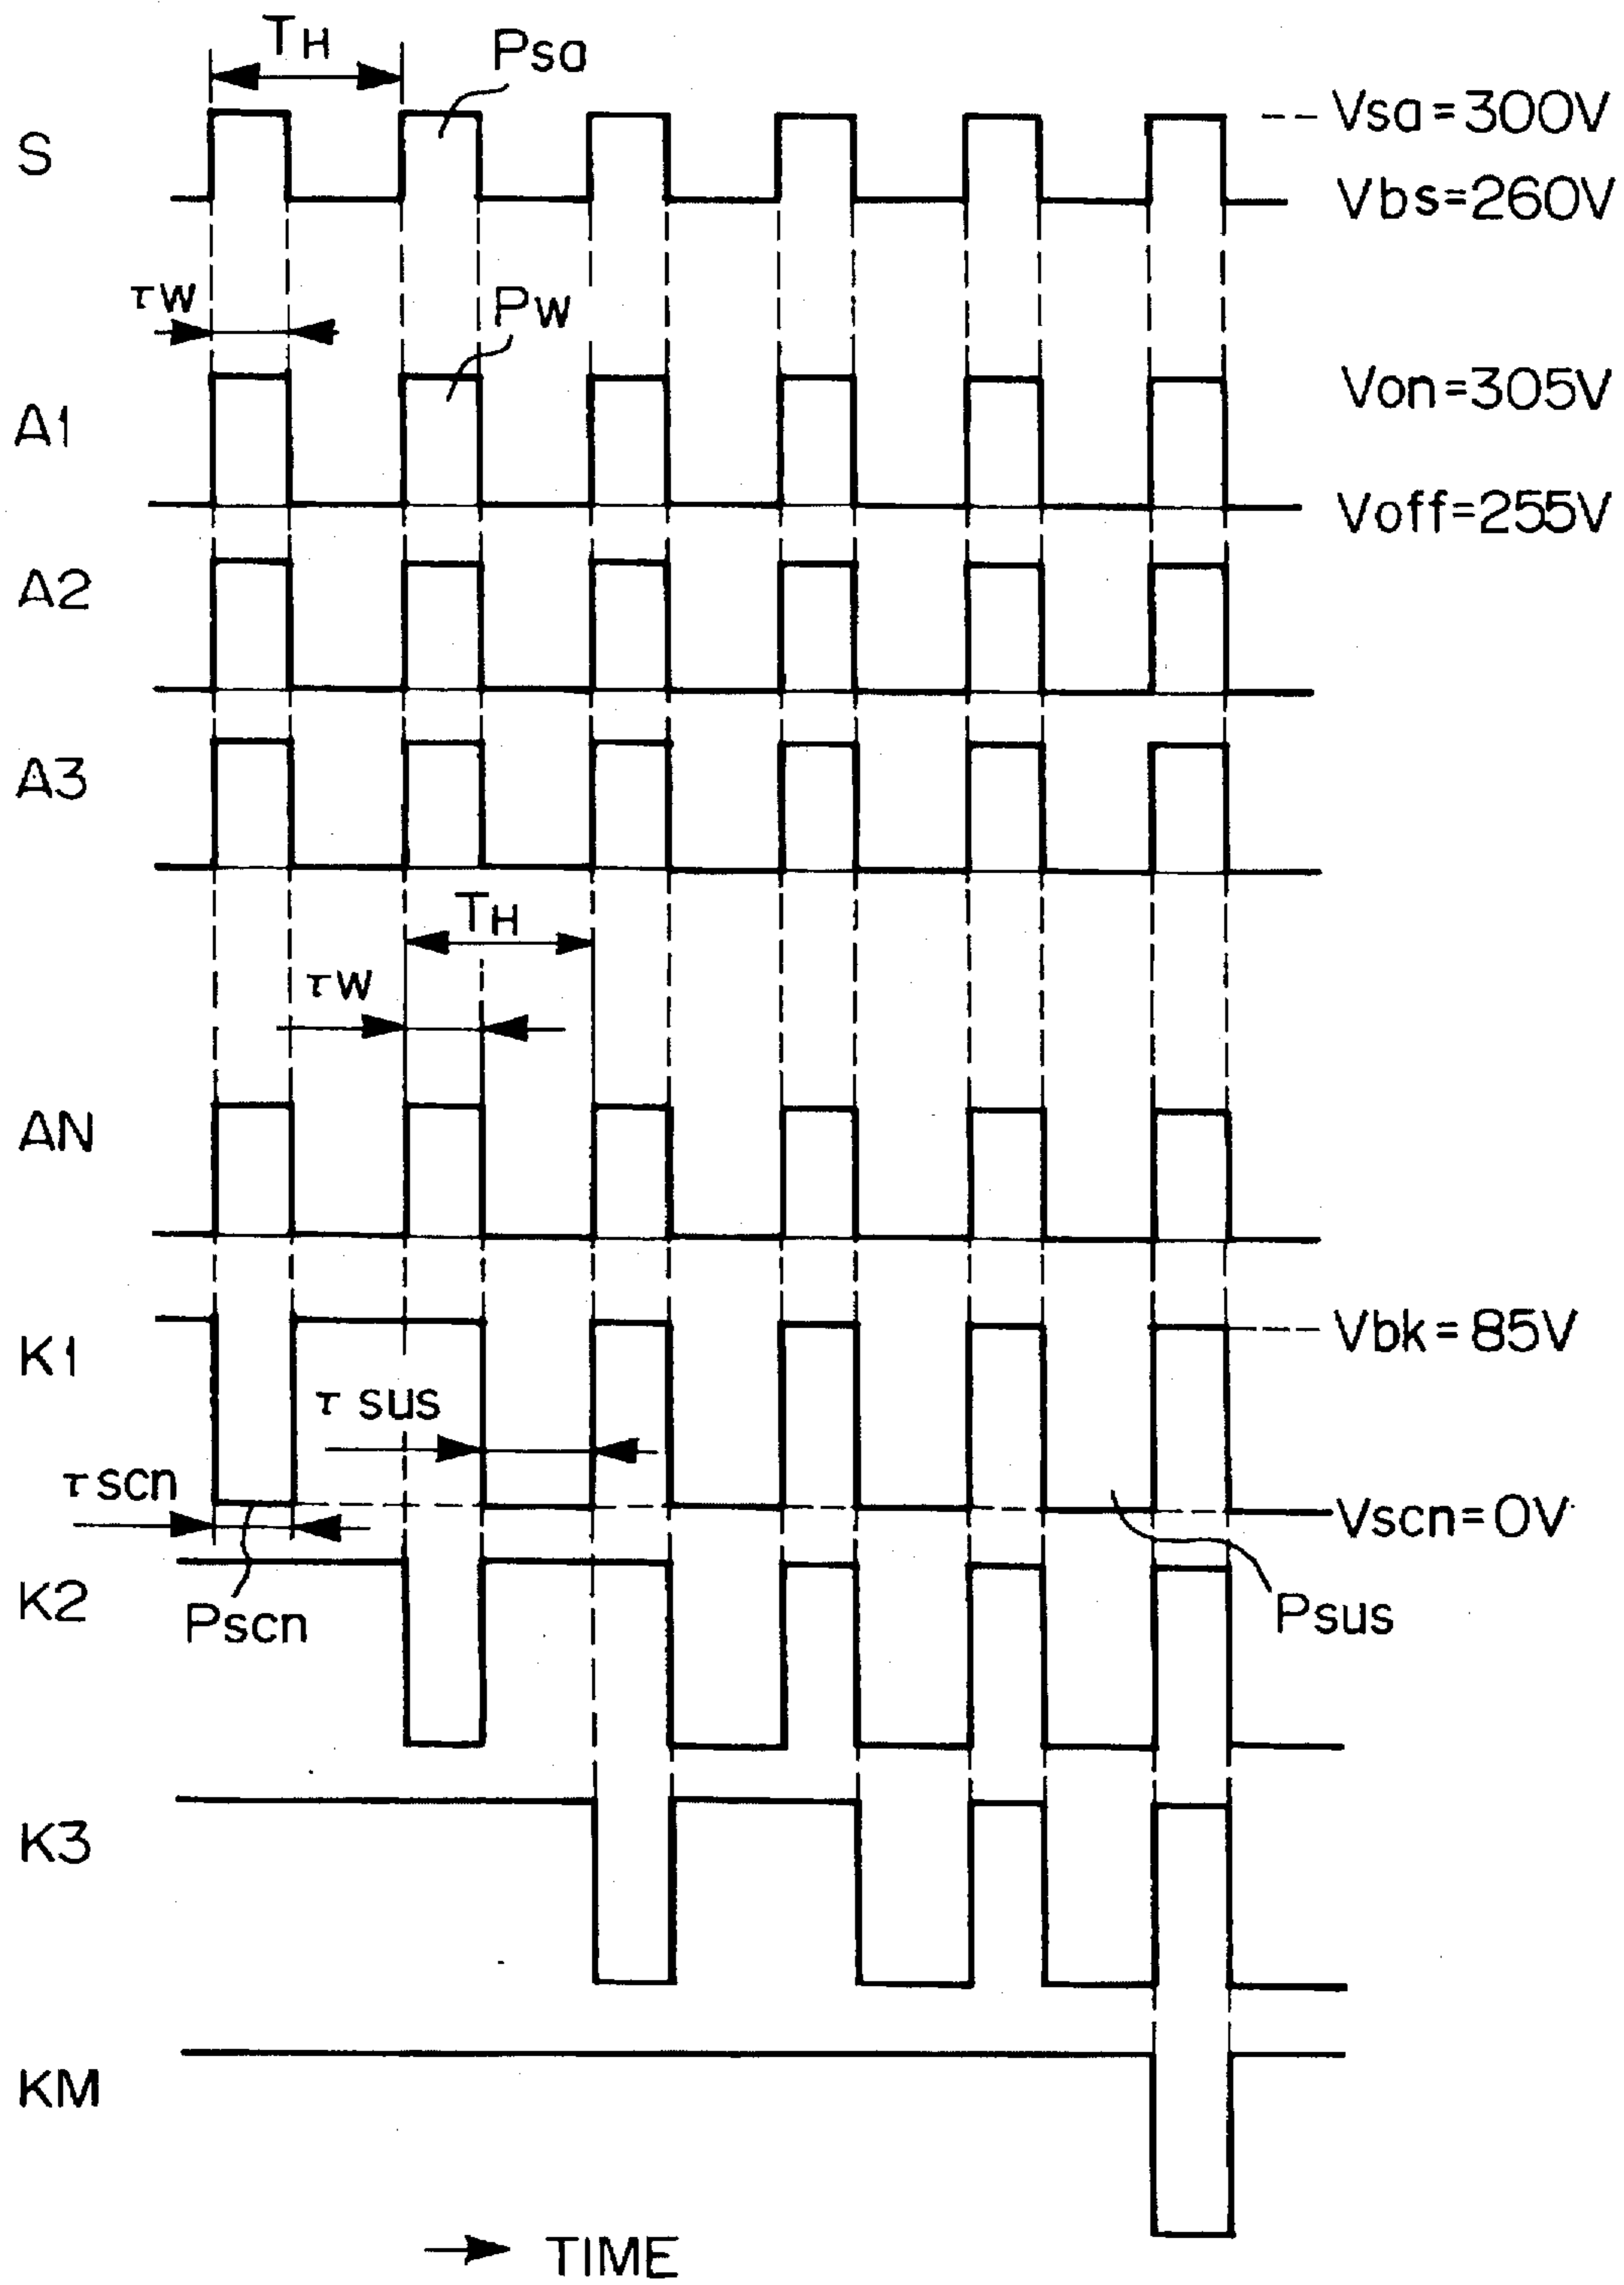 TH
Psa
S
Vsa=300V
Vbs=260V
τW
PW
A1
Von=305V
Voff=255V
A2
A3
TH
τW
AN
K1
Vbk=85V
τsus
τscn
Vscn=0V
K2
Pscn
Psus
K3
KM
TIME